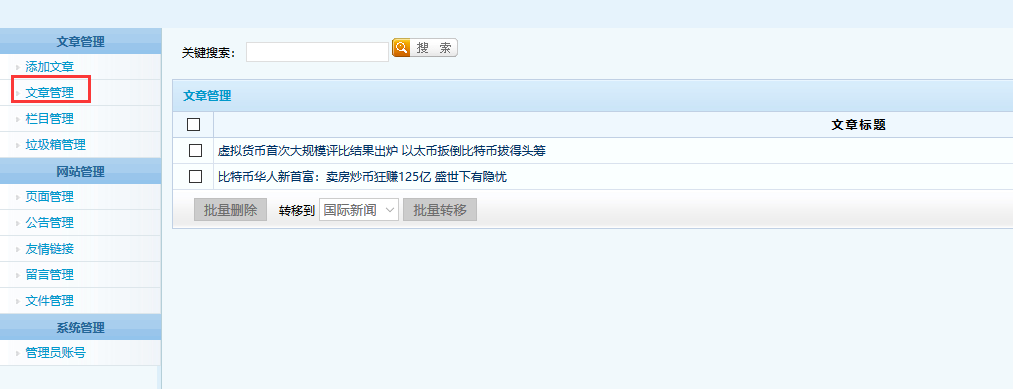 文章管理
添加文章
文章管理
栏目管理
垃圾箱管理
网站管理
页面管理
公告管理
友情链接
留言管理
文件管理
系统管理
管理员账号
关键搜索： 搜 索
文章管理
文章标题
虚拟货币首次大规模评比结果出炉 以太币扳倒比特币拔得头筹
比特币华人新首富：卖房炒币狂赚125亿 盛世下有隐忧
批量删除 转移到 国际新闻 批量转移